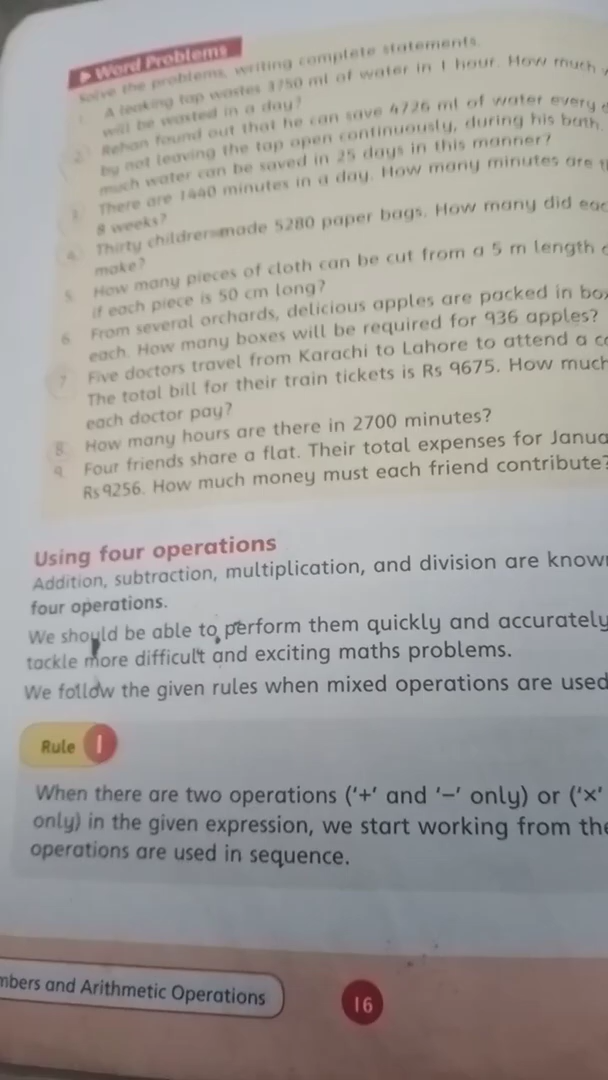 Word Problems
Solve the problems, writing complete statements.
1. A leaking tap wastes 3750 ml of water in 1 hour. How much
will be wasted in a day?
2. Rehan found out that he can save 4726 ml of water every
by not leaving the tap open continuously, during his bath.
much water can be saved in 25 days in this manner?
3. There are 1440 minutes in a day. How many minutes are
8 weeks?
4. Thirty children made 5280 paper bags. How many did eac
make?
5. How many pieces of cloth can be cut from a 5 m length
if each piece is 50 cm long?
6. From several orchards, delicious apples are packed in box
each. How many boxes will be required for 936 apples?
7. Five doctors travel from Karachi to Lahore to attend a co
The total bill for their train tickets is Rs 9675. How much
each doctor pay?
8. How many hours are there in 2700 minutes?
9. Four friends share a flat. Their total expenses for Janua
Rs 9256. How much money must each friend contribute?
Using four operations
Addition, subtraction, multiplication, and division are know
four operations.
We should be able to perform them quickly and accurately
tackle more difficult and exciting maths problems.
We follow the given rules when mixed operations are used
Rule 1
When there are two operations (‘+’ and ‘–’ only) or (‘×’
only) in the given expression, we start working from the
operations are used in sequence.
mbers and Arithmetic Operations
16